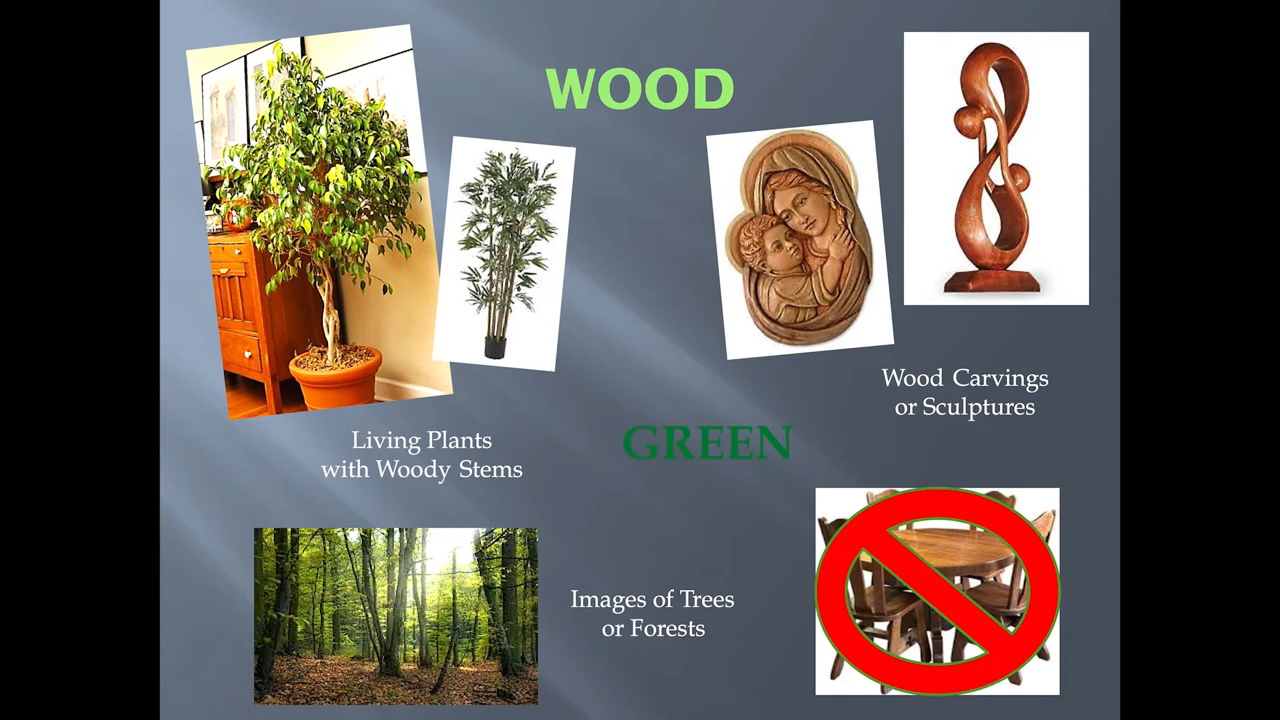 WOOD
Wood Carvings
or Sculptures
GREEN
Living Plants
with Woody Stems
Images of Trees
or Forests